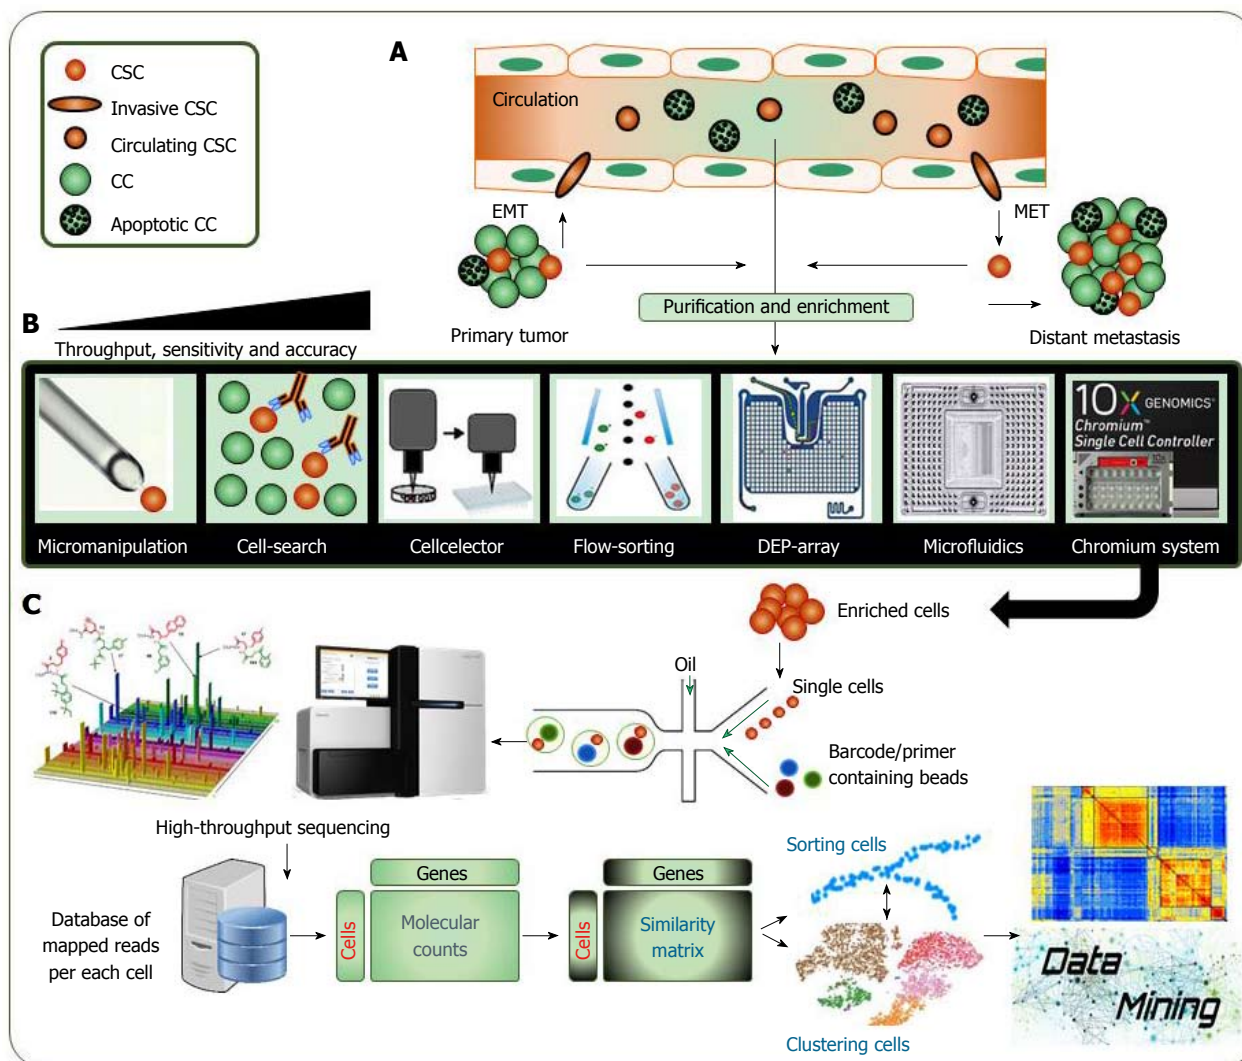 CSC
Invasive CSC
Circulating CSC
CC
Apoptotic CC
A
Circulation
EMT
MET
Primary tumor
Purification and enrichment
Distant metastasis
B
Throughput, sensitivity and accuracy
10X GENOMICS™
Chromium™
Single Cell Controller
Micromanipulation
Cell-search
Cellcelector
Flow-sorting
DEP-array
Microfluidics
Chromium system
C
Enriched cells
Oil
Single cells
Barcode/primer
containing beads
High-throughput sequencing
Database of
mapped reads
per each cell
Genes
Cells
Molecular
counts
Genes
Cells
Similarity
matrix
Sorting cells
Clustering cells
Data
Mining